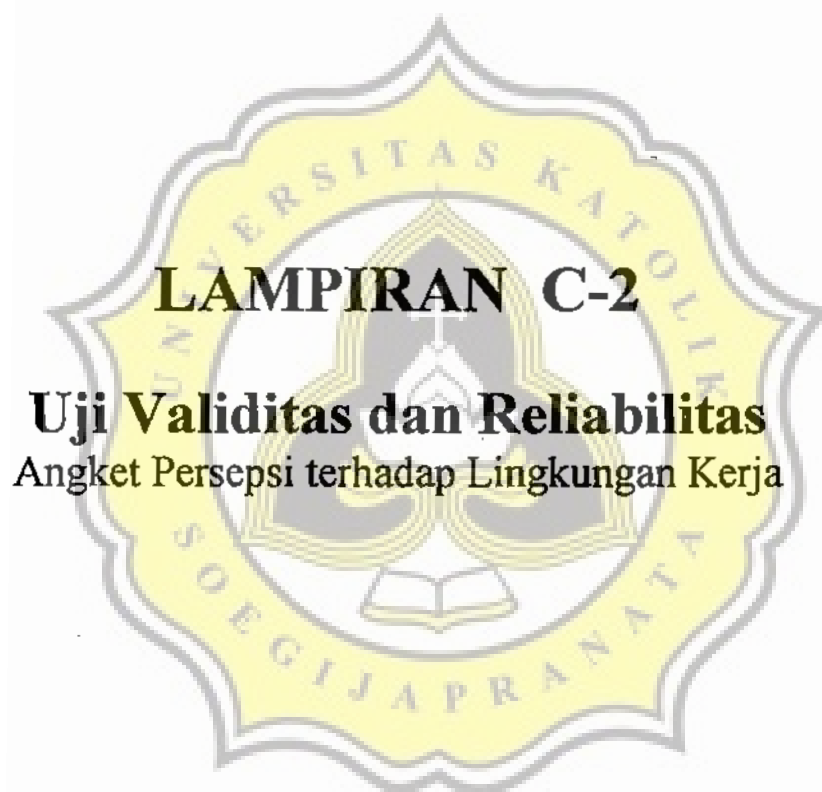 UNIVERSITAS KATOLIK
LAMPIRAN C-2
Uji Validitas dan Reliabilitas
Angket Persepsi terhadap Lingkungan Kerja
SOEGIJAPRANATA